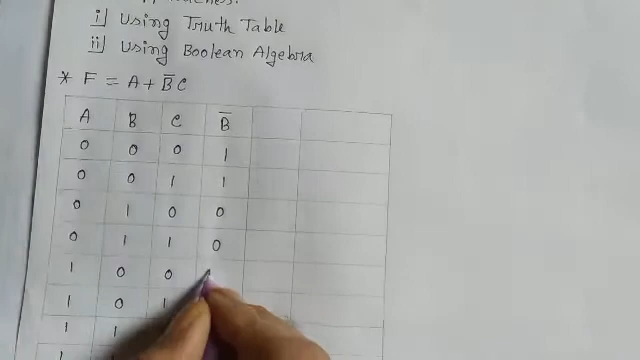 i] Using Truth Table
ii] Using Boolean Algebra
* F = A + B̅C
A B C B̅
0 0 0 1
0 0 1 1
0 1 0 0
0 1 1 0
1 0 0
1 0 1
1 1
1